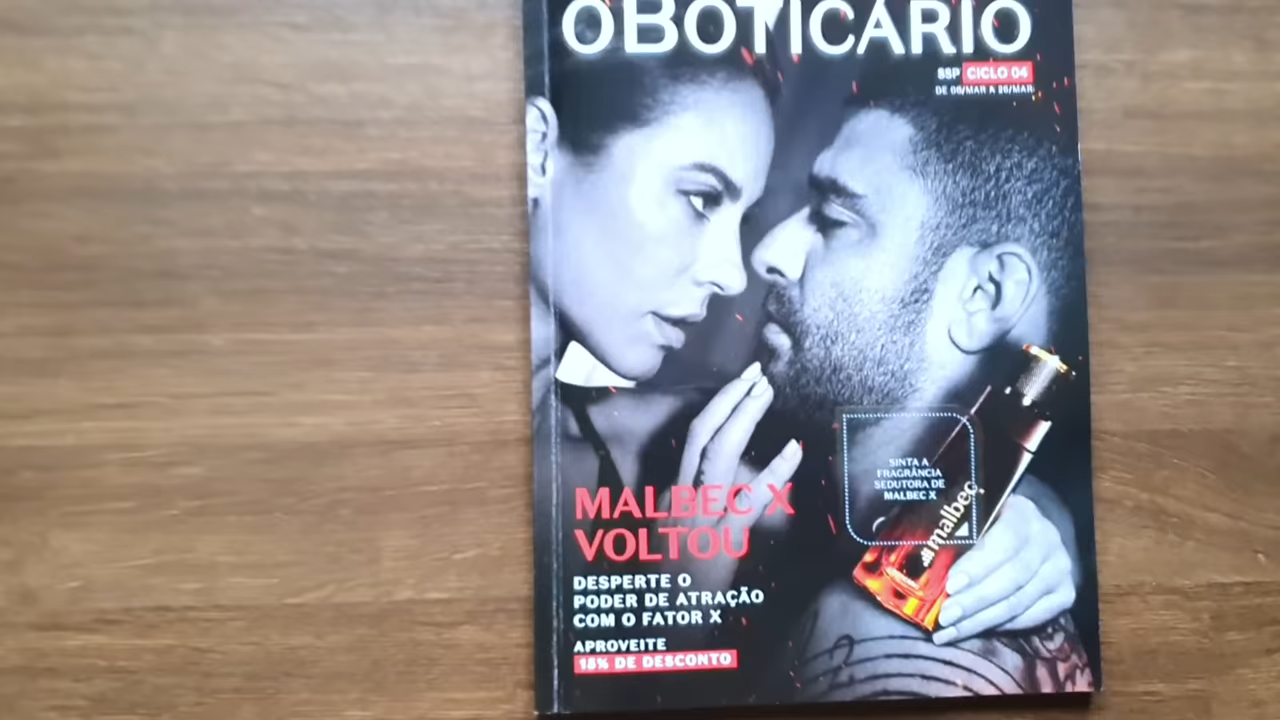 OBOTICÁRIO
SSP CICLO 04
DE 06/MAR A 26/MAR
SINTA A
FRAGRÂNCIA
SEDUTORA DE
MALBEC X
malbec
MALBEC X
VOLTOU
DESPERTE O
PODER DE ATRAÇÃO
COM O FATOR X
APROVEITE
15% DE DESCONTO